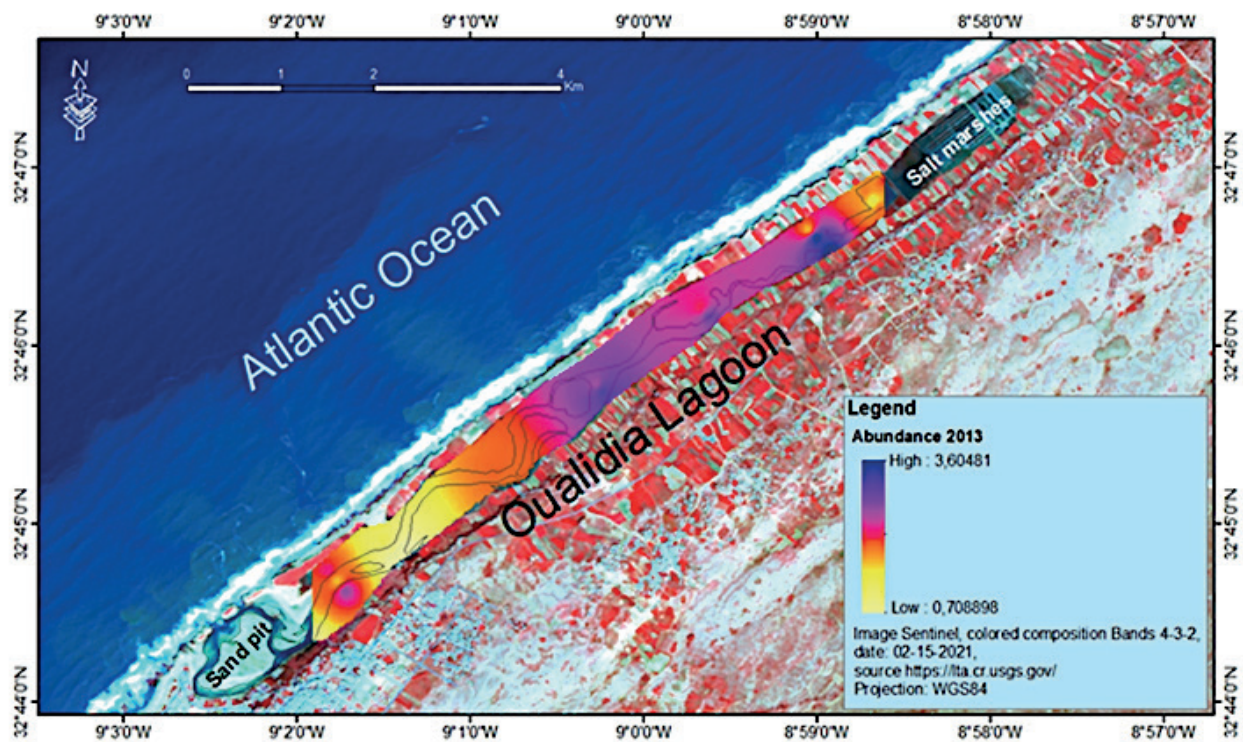 9°3'0"W 9°2'0"W 9°1'0"W 9°0'0"W 8°59'0"W 8°58'0"W 8°57'0"W
N
0 1 2 4
Km
32°47'0"N 32°47'0"N
Salt marshes
Atlantic Ocean
32°46'0"N 32°46'0"N
Oualidia Lagoon
Legend
Abundance 2013
High : 3,60481
32°45'0"N 32°45'0"N
Low : 0,708898
Image Sentinel, colored composition Bands 4-3-2,
date: 02-15-2021,
source https://lta.cr.usgs.gov/
Projection: WGS84
Sand pit
32°44'0"N 32°44'0"N
9°3'0"W 9°2'0"W 9°1'0"W 9°0'0"W 8°59'0"W 8°58'0"W 8°57'0"W